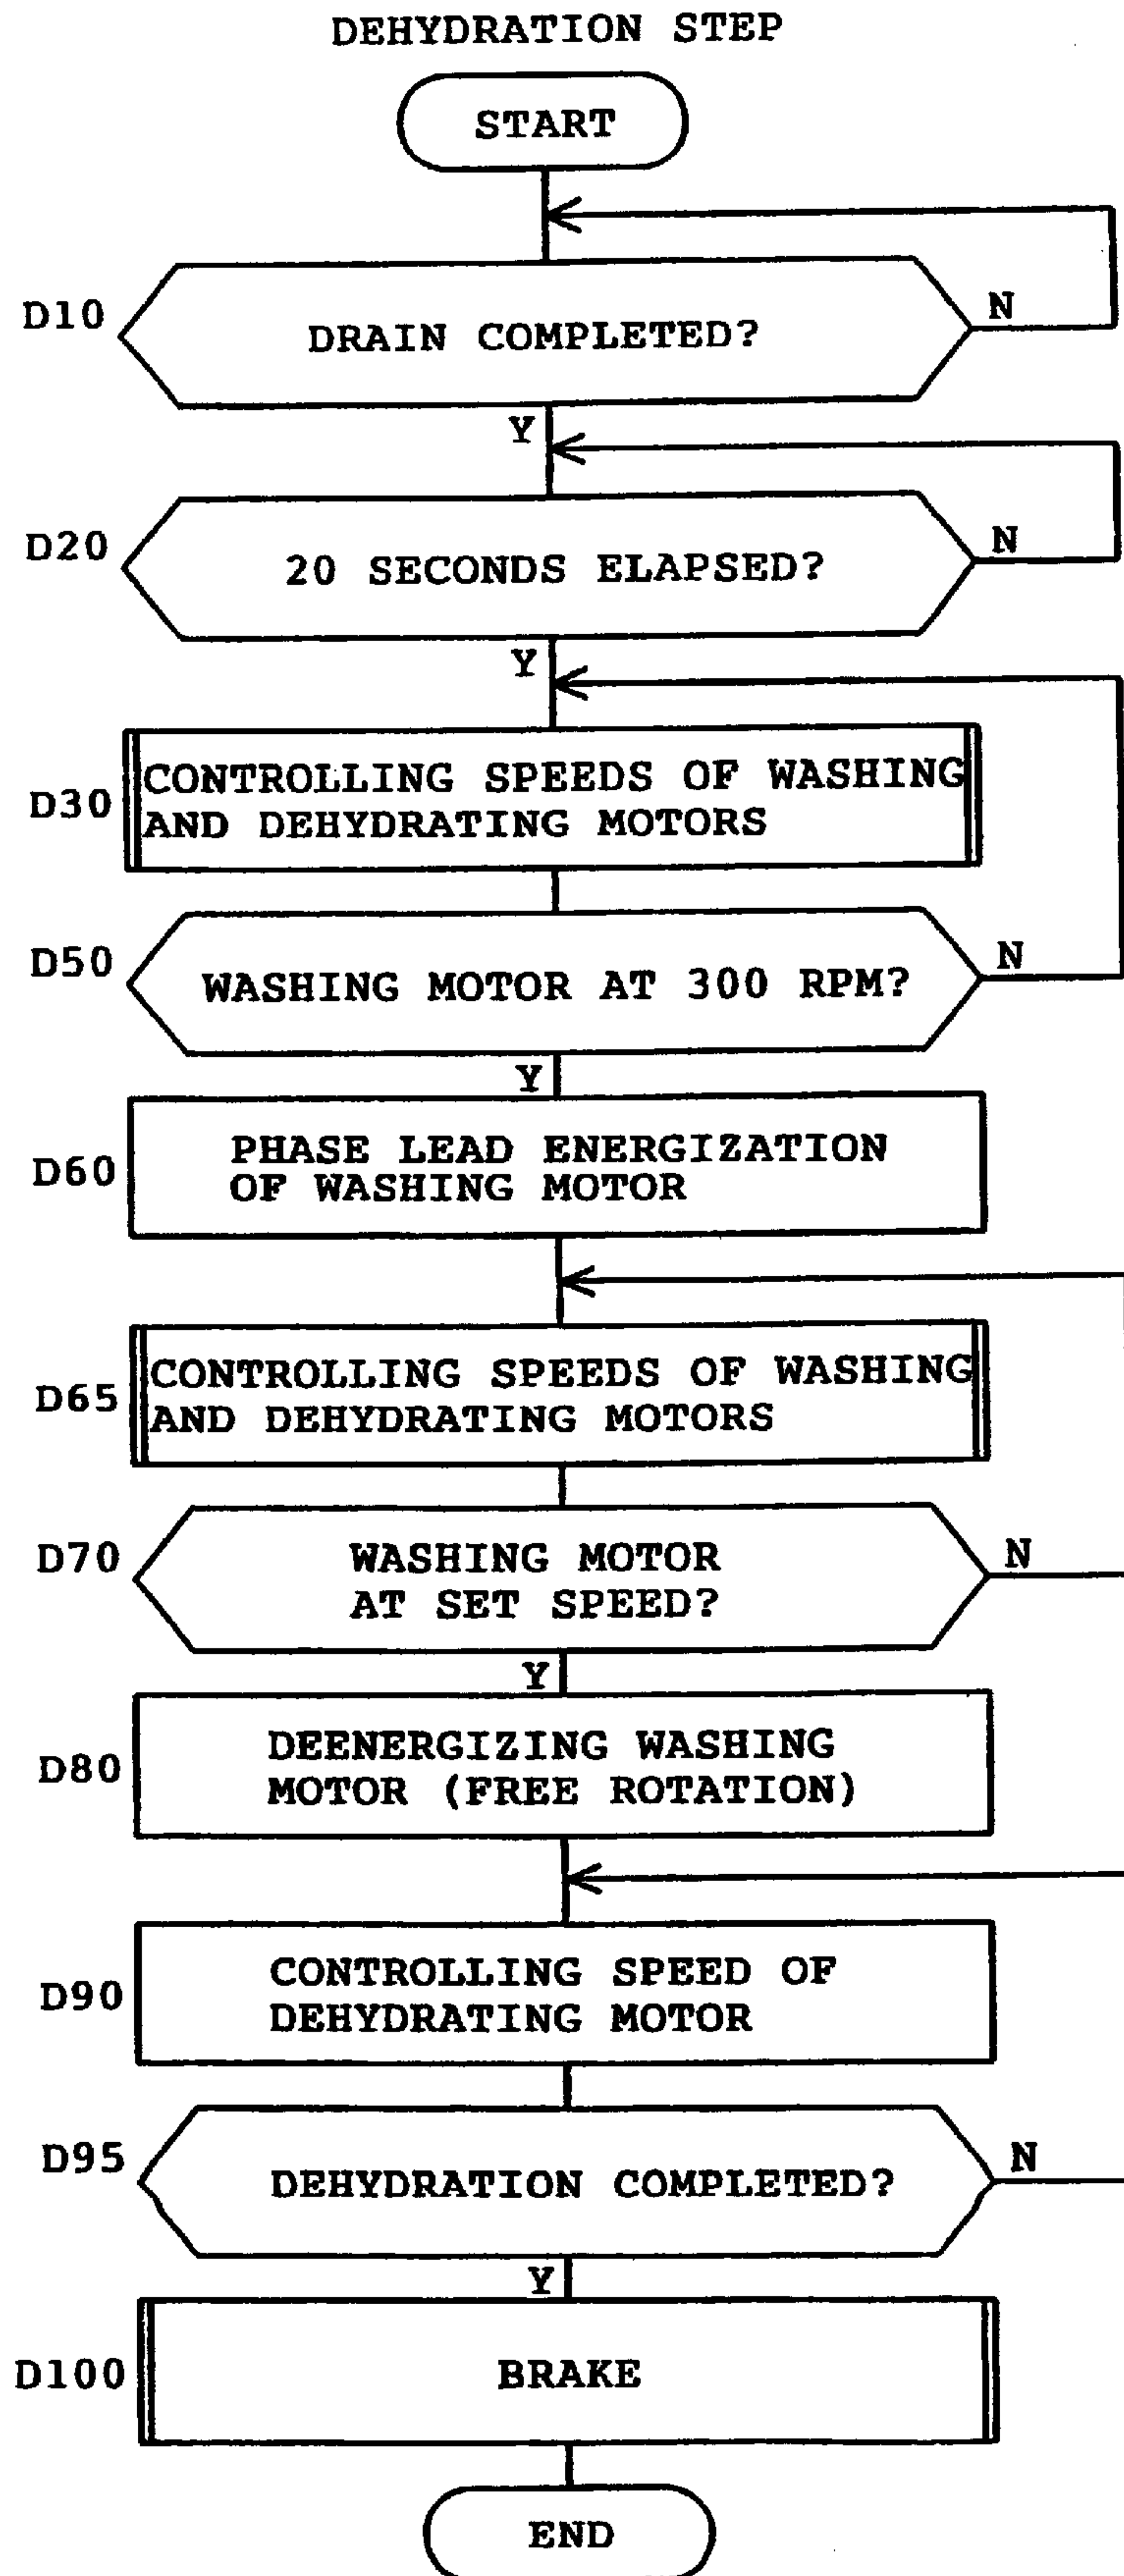 DEHYDRATION STEP
START
D10
DRAIN COMPLETED?
N
Y
D20
20 SECONDS ELAPSED?
N
Y
D30
CONTROLLING SPEEDS OF WASHING
AND DEHYDRATING MOTORS
D50
WASHING MOTOR AT 300 RPM?
N
Y
D60
PHASE LEAD ENERGIZATION
OF WASHING MOTOR
D65
CONTROLLING SPEEDS OF WASHING
AND DEHYDRATING MOTORS
D70
WASHING MOTOR
AT SET SPEED?
N
Y
D80
DEENERGIZING WASHING
MOTOR (FREE ROTATION)
D90
CONTROLLING SPEED OF
DEHYDRATING MOTOR
D95
DEHYDRATION COMPLETED?
N
Y
D100
BRAKE
END